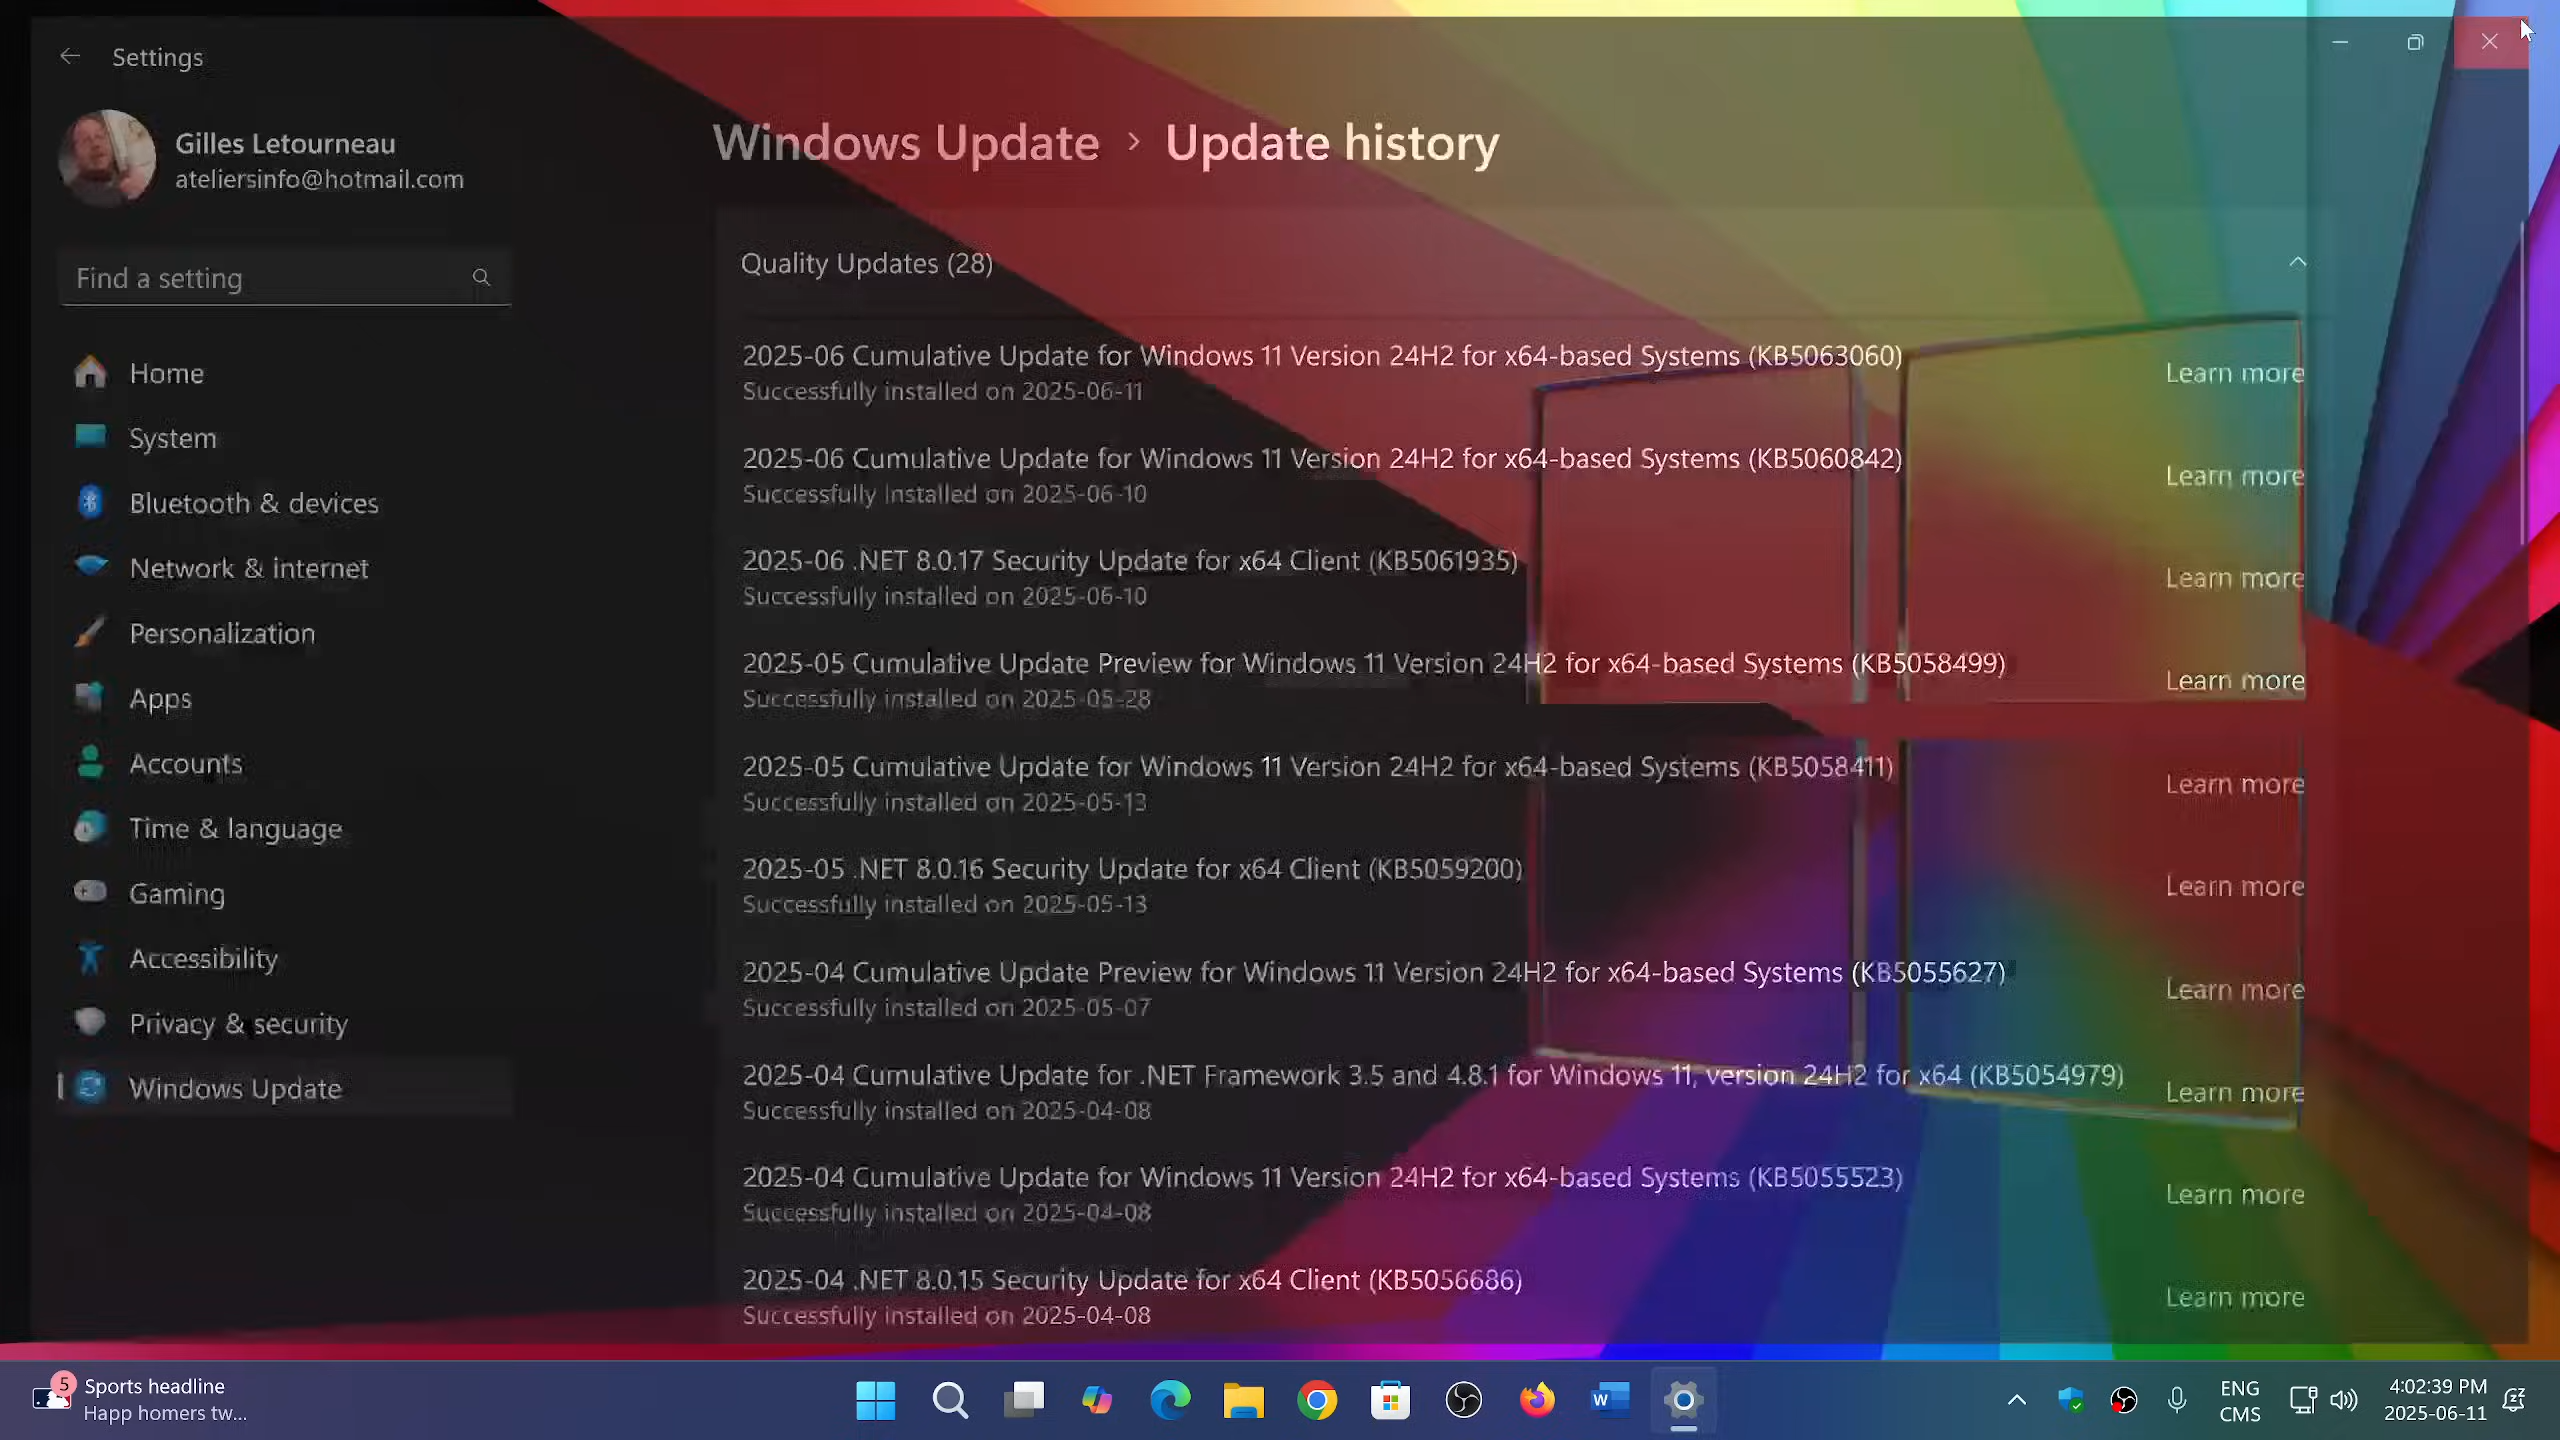 Settings
Gilles Letourneau
ateliersinfo@hotmail.com
Find a setting
Home
System
Bluetooth & devices
Network & internet
Personalization
Apps
Accounts
Time & language
Gaming
Accessibility
Privacy & security
Windows Update
Windows Update > Update history
Quality Updates (28)
2025-06 Cumulative Update for Windows 11 Version 24H2 for x64-based Systems (KB5063060)
Successfully installed on 2025-06-11
Learn more
2025-06 Cumulative Update for Windows 11 Version 24H2 for x64-based Systems (KB5060842)
Successfully installed on 2025-06-10
Learn more
2025-06 .NET 8.0.17 Security Update for x64 Client (KB5061935)
Successfully installed on 2025-06-10
Learn more
2025-05 Cumulative Update Preview for Windows 11 Version 24H2 for x64-based Systems (KB5058499)
Successfully installed on 2025-05-28
Learn more
2025-05 Cumulative Update for Windows 11 Version 24H2 for x64-based Systems (KB5058411)
Successfully installed on 2025-05-13
Learn more
2025-05 .NET 8.0.16 Security Update for x64 Client (KB5059200)
Successfully installed on 2025-05-13
Learn more
2025-04 Cumulative Update Preview for Windows 11 Version 24H2 for x64-based Systems (KB5055627)
Successfully installed on 2025-05-07
Learn more
2025-04 Cumulative Update for .NET Framework 3.5 and 4.8.1 for Windows 11, version 24H2 for x64 (KB5054979)
Successfully installed on 2025-04-08
Learn more
2025-04 Cumulative Update for Windows 11 Version 24H2 for x64-based Systems (KB5055523)
Successfully installed on 2025-04-08
Learn more
2025-04 .NET 8.0.15 Security Update for x64 Client (KB5056686)
Successfully installed on 2025-04-08
Learn more
5
Sports headline
Happ homers tw...
W
ENG
CMS
4:02:39 PM
2025-06-11